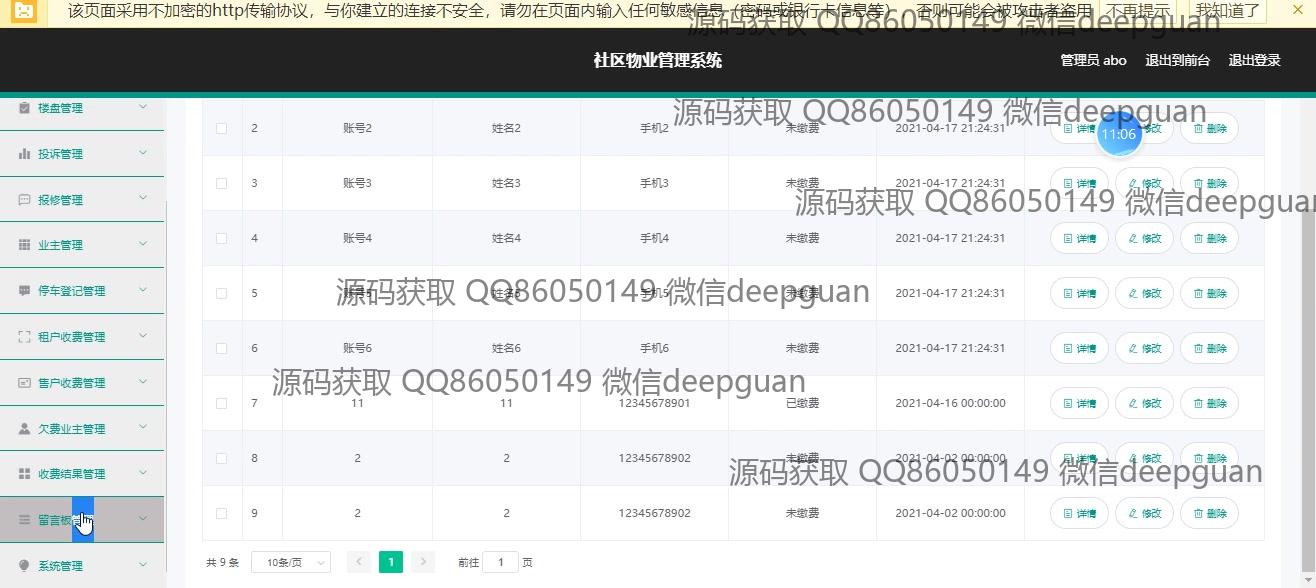 该页面采用不加密的http传输协议，与你建立的连接不安全，请勿在页面内输入任何敏感信息（密码或银行卡信息等），否则可能会被攻击者盗用 不再提示 我知道了
源码获取 QQ86050149 微信deepguan
社区物业管理系统 管理员 abo 退出到前台 退出登录
楼盘管理
投诉管理
报修管理
业主管理
停车登记管理
租户收费管理
售户收费管理
欠费业主管理
收费结果管理
留言板管理
系统管理
源码获取 QQ86050149 微信deepguan
2 账号2 姓名2 手机2 未缴费 2021-04-17 21:24:31 详情 修改 删除
11:06
3 账号3 姓名3 手机3 未缴费 2021-04-17 21:24:31 详情 修改 删除
源码获取 QQ86050149 微信deepguan
4 账号4 姓名4 手机4 未缴费 2021-04-17 21:24:31 详情 修改 删除
5 账号5 姓名5 手机5 未缴费 2021-04-17 21:24:31 详情 修改 删除
源码获取 QQ86050149 微信deepguan
6 账号6 姓名6 手机6 未缴费 2021-04-17 21:24:31 详情 修改 删除
源码获取 QQ86050149 微信deepguan
7 11 11 12345678901 已缴费 2021-04-16 00:00:00 详情 修改 删除
8 2 2 12345678902 未缴费 2021-04-02 00:00:00 详情 修改 删除
源码获取 QQ86050149 微信deepguan
9 2 2 12345678902 未缴费 2021-04-02 00:00:00 详情 修改 删除
共 9 条 10条/页 1 前往 1 页